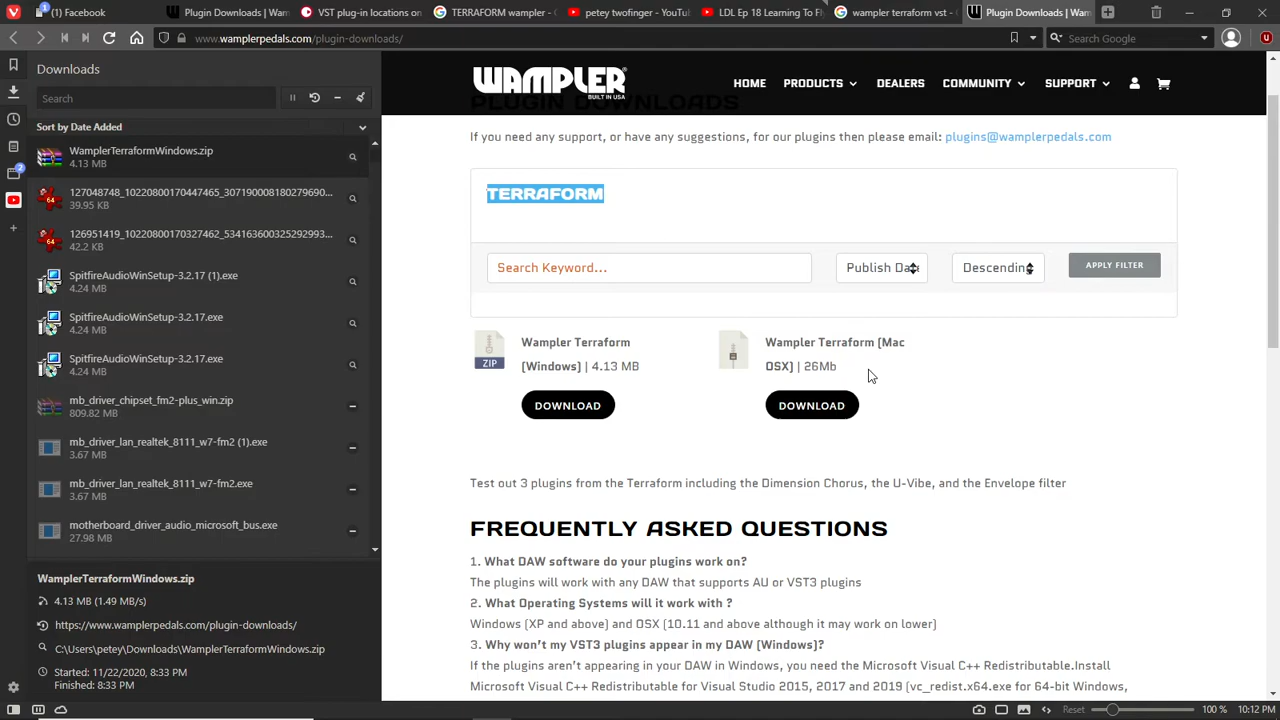 (1) Facebook
Plugin Downloads | Wam
VST plug-in locations on
TERRAFORM wampler -
petey twofinger - YouTu
LDL Ep 18 Learning To Fly
wampler terraform vst -
Plugin Downloads | Wam
www.wamplerpedals.com/plugin-downloads/
Search Google
Downloads
Search
Sort by Date Added
WamplerTerraformWindows.zip
4.13 MB
127048748_10220800170447465_307190008180279690...
39.95 KB
126951419_10220800170327462_534163600325292993...
42.2 KB
SpitfireAudioWinSetup-3.2.17 (1).exe
4.24 MB
SpitfireAudioWinSetup-3.2.17.exe
4.24 MB
SpitfireAudioWinSetup-3.2.17.exe
4.24 MB
mb_driver_chipset_fm2-plus_win.zip
809.82 MB
mb_driver_lan_realtek_8111_w7-fm2 (1).exe
3.67 MB
mb_driver_lan_realtek_8111_w7-fm2.exe
3.67 MB
motherboard_driver_audio_microsoft_bus.exe
27.98 MB
WamplerTerraformWindows.zip
4.13 MB (1.49 MB/s)
https://www.wamplerpedals.com/plugin-downloads/
C:\Users\petey\Downloads\WamplerTerraformWindows.zip
Started: 11/22/2020, 8:33 PM
Finished: 8:33 PM
WAMPLER
BUILT IN USA
HOME
PRODUCTS
DEALERS
COMMUNITY
SUPPORT
PLUGIN DOWNLOADS
If you need any support, or have any suggestions, for our plugins then please email: plugins@wamplerpedals.com
TERRAFORM
Search Keyword...
Publish Date
Descending
APPLY FILTER
ZIP
Wampler Terraform
[Windows] | 4.13 MB
DOWNLOAD
Wampler Terraform [Mac
OSX] | 26Mb
DOWNLOAD
Test out 3 plugins from the Terraform including the Dimension Chorus, the U-Vibe, and the Envelope filter
FREQUENTLY ASKED QUESTIONS
1. What DAW software do your plugins work on?
The plugins will work with any DAW that supports AU or VST3 plugins
2. What Operating Systems will it work with ?
Windows (XP and above) and OSX (10.11 and above although it may work on lower)
3. Why won't my VST3 plugins appear in my DAW [Windows]?
If the plugins aren't appearing in your DAW in Windows, you need the Microsoft Visual C++ Redistributable.Install
Microsoft Visual C++ Redistributable for Visual Studio 2015, 2017 and 2019 (vc_redist.x64.exe for 64-bit Windows,
Reset
100 %
10:12 PM